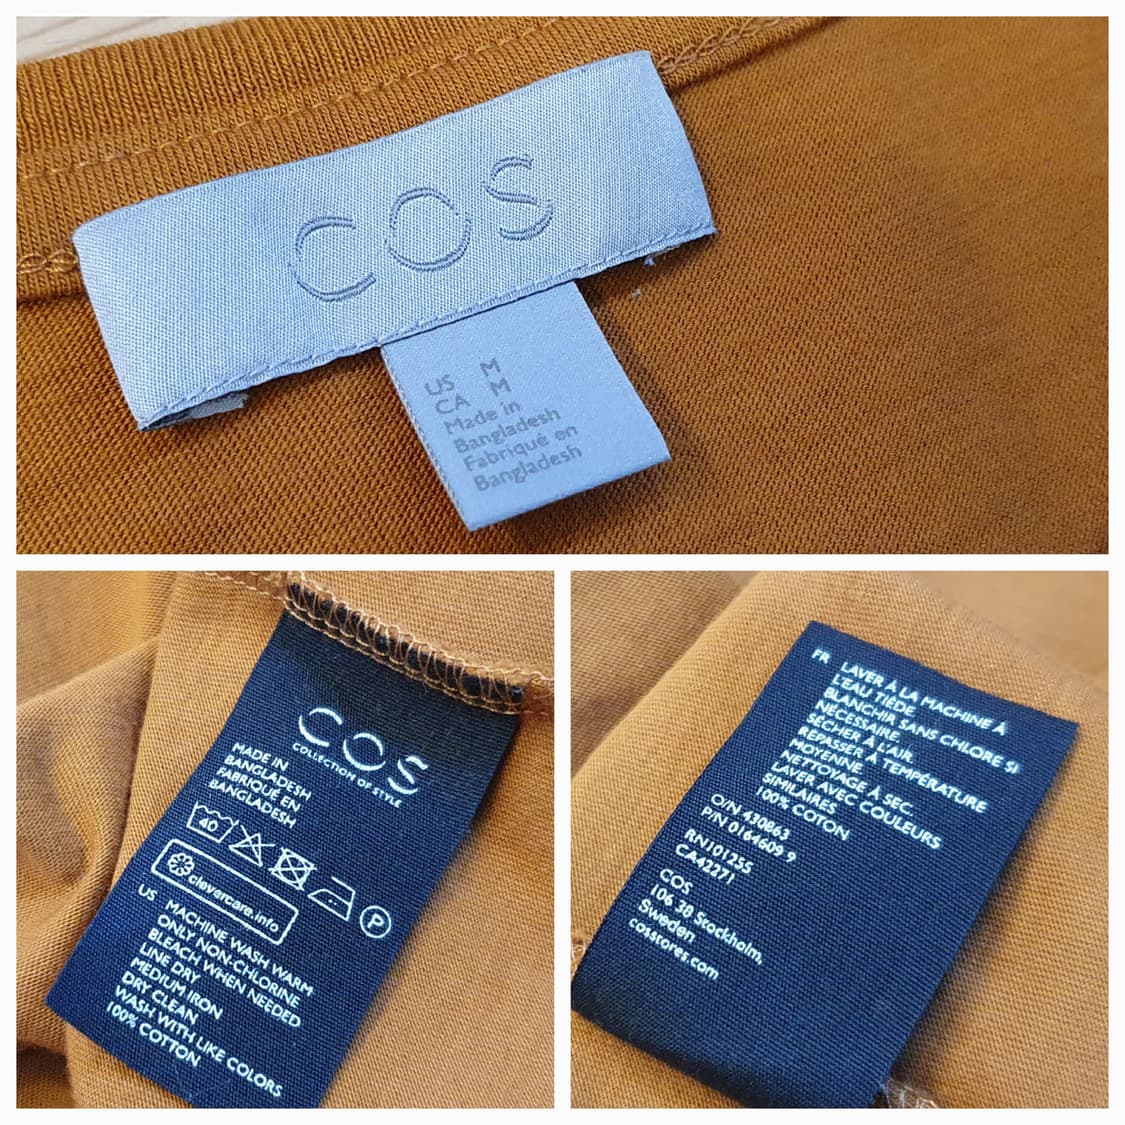 COS
US M
CA M
Made in
Bangladesh
Fabriqué en
Bangladesh
COS
COLLECTION OF STYLE
MADE IN
BANGLADESH
FABRIQUÉ EN
BANGLADESH
40
P
clevercare.info
US MACHINE WASH WARM
ONLY NON-CHLORINE
BLEACH WHEN NEEDED
LINE DRY
MEDIUM IRON
DRY CLEAN
WASH WITH LIKE COLORS
100% COTTON
FR LAVER À LA MACHINE À
L'EAU TIÈDE
BLANCHIR SANS CHLORE SI
NÉCESSAIRE
SÉCHER À L'AIR.
REPASSER À TEMPÉRATURE
MOYENNE
NETTOYAGE À SEC.
LAVER AVEC COULEURS
SIMILAIRES
100% COTON
O/N 430863
P/N 0164609 9
RN101255
CA42271
COS
106 38 Stockholm,
Sweden
cosstores.com